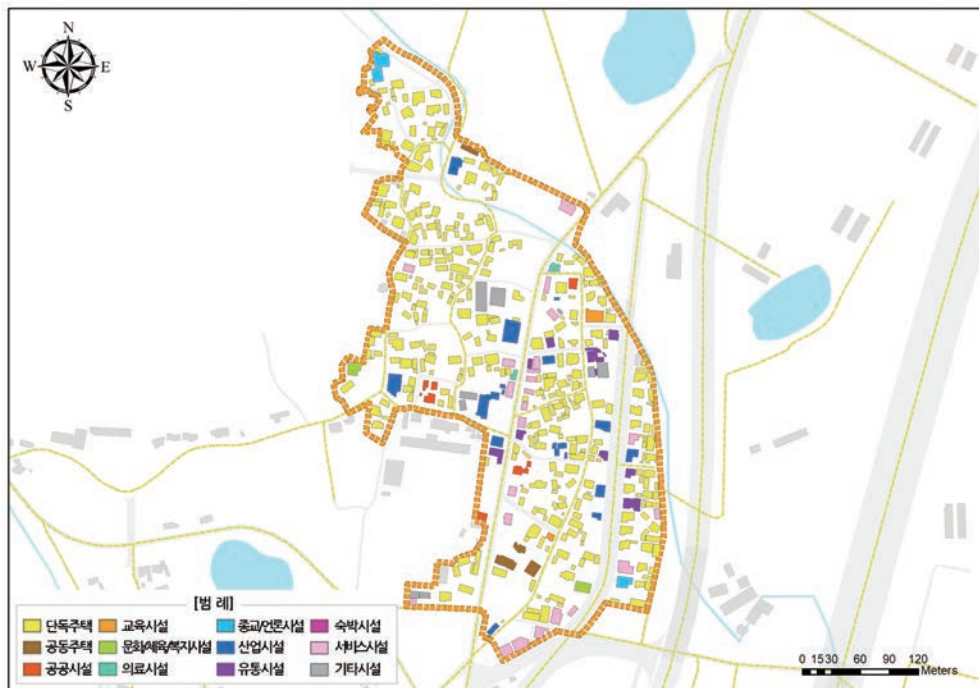 N
W E
S
[범 례]
단독주택 교육시설 종교/언론시설 숙박시설
공동주택 문화/체육/복지시설 산업시설 서비스시설
공공시설 의료시설 유통시설 기타시설
0 15 30 60 90 120
Meters